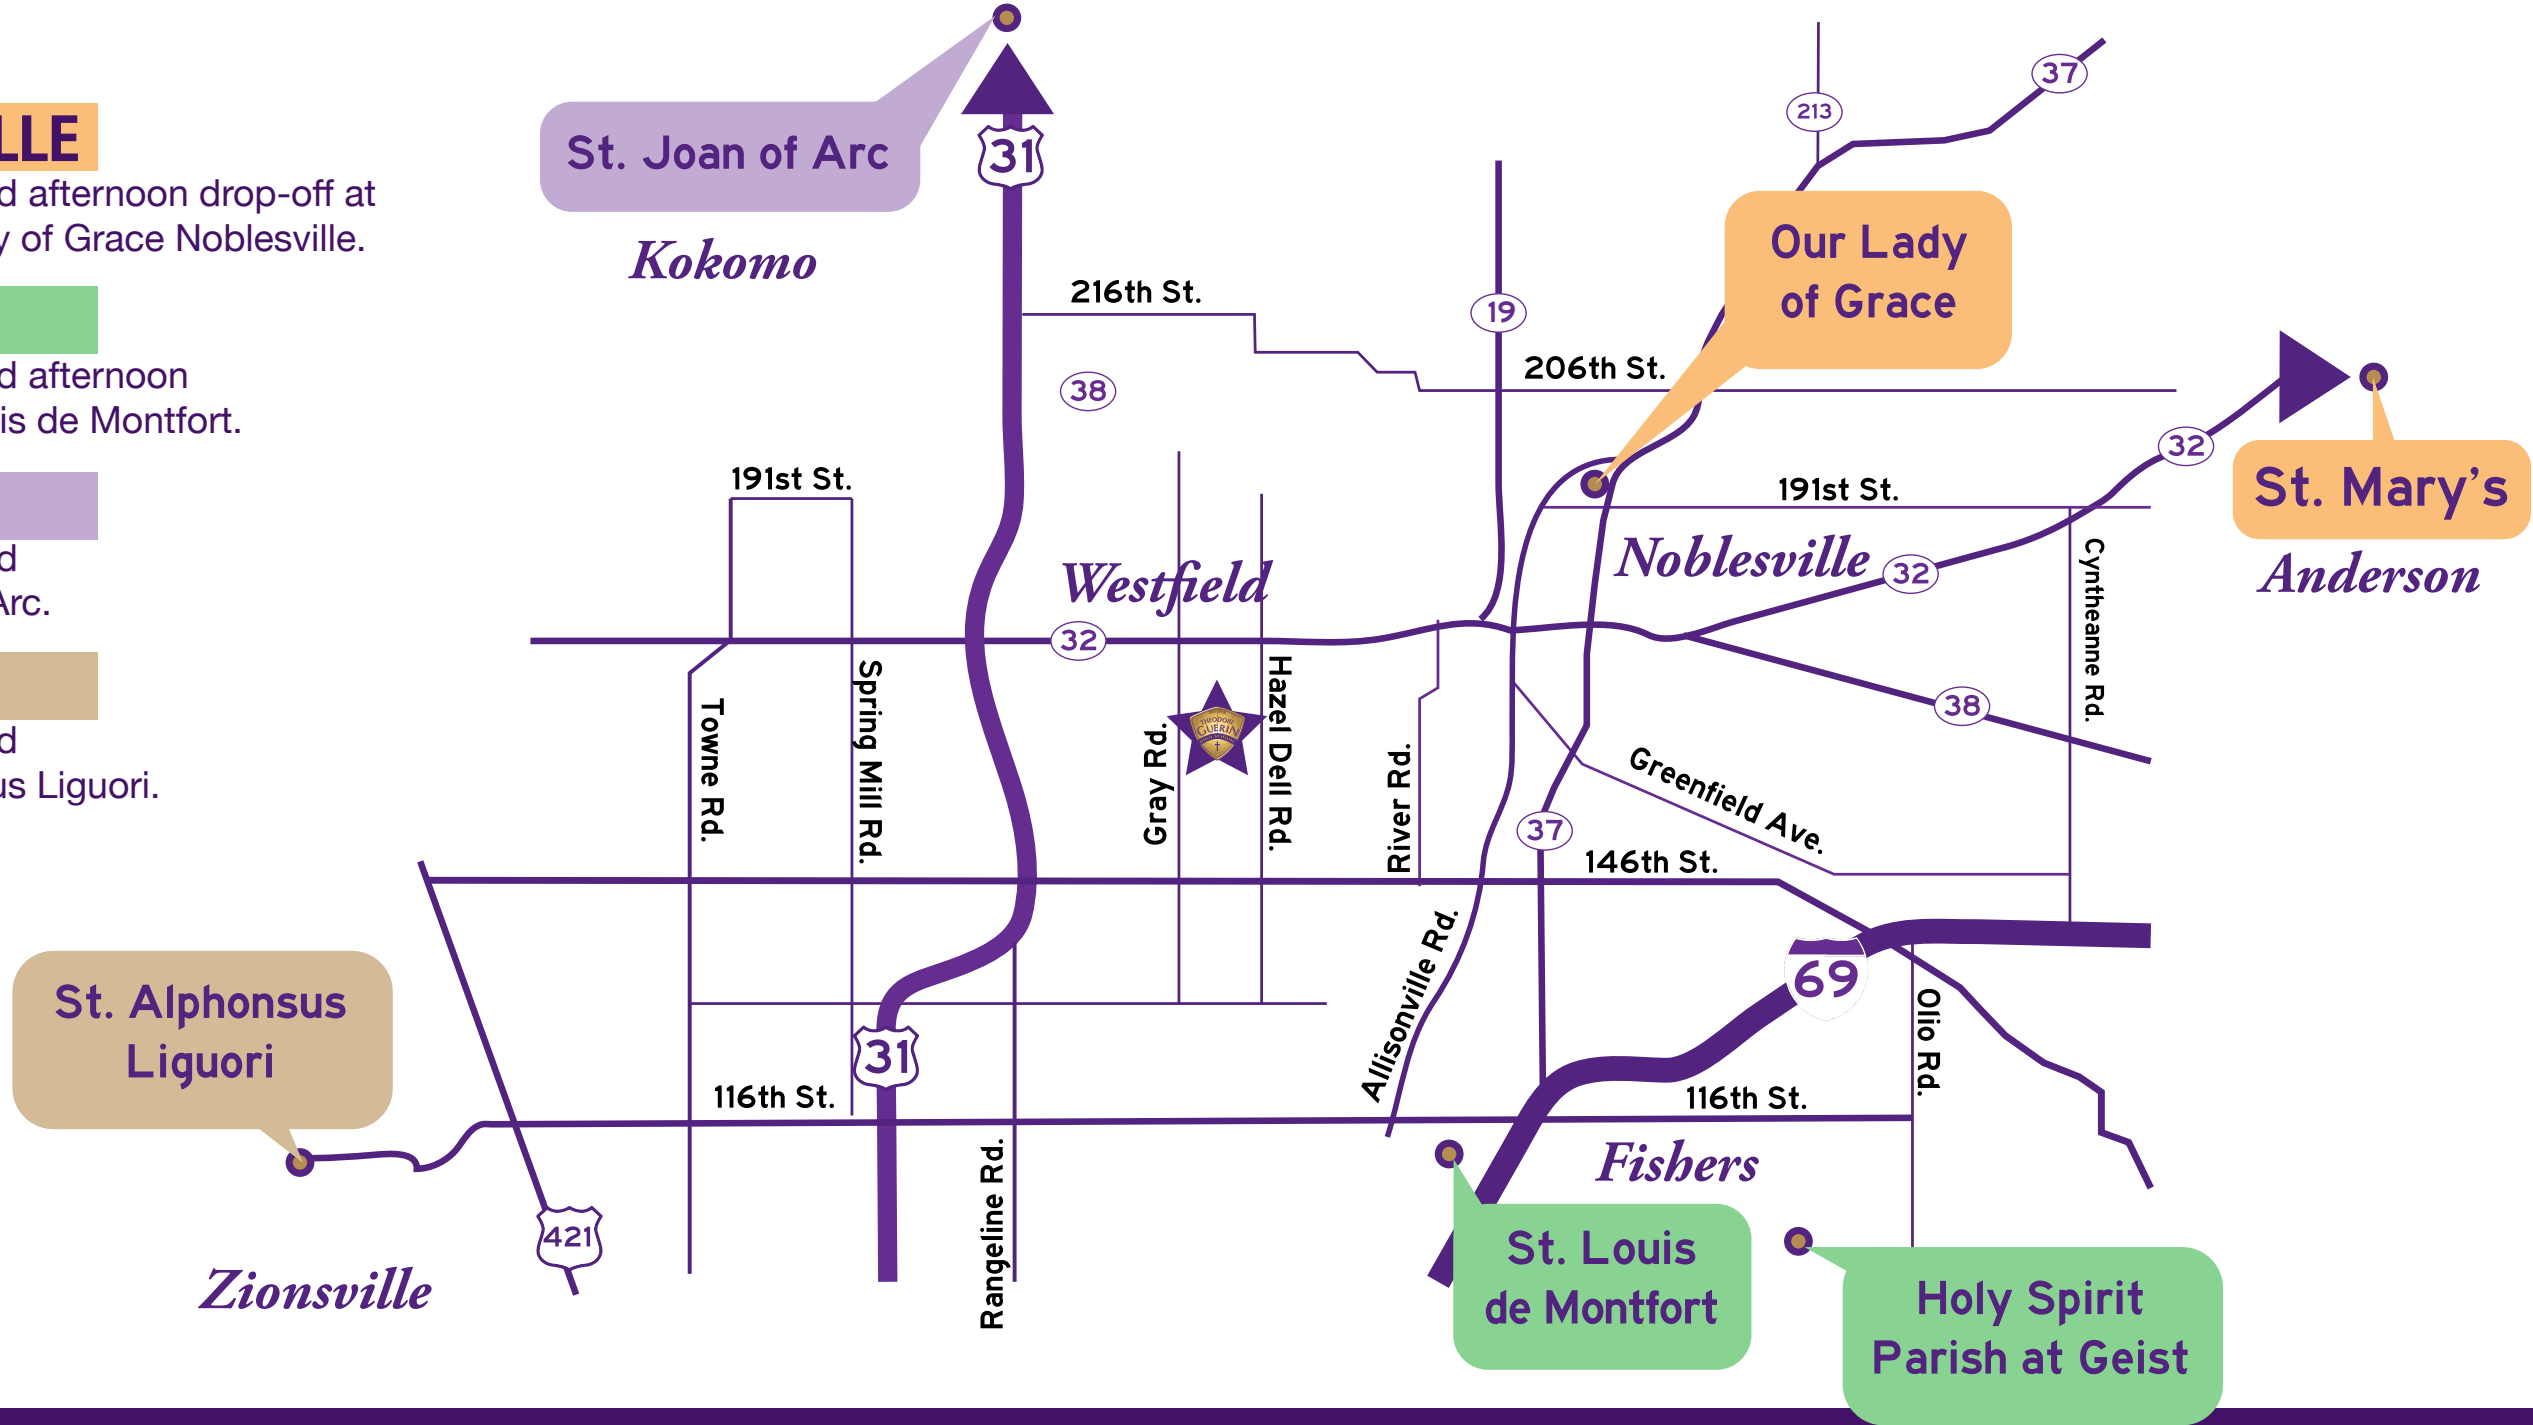 LLE
d afternoon drop-off at
y of Grace Noblesville.
d afternoon
is de Montfort.
d
Arc.
d
us Liguori.
St. Joan of Arc
Kokomo
31
213
37
Our Lady
of Grace
216th St.
19
206th St.
38
32
191st St.
191st St.
St. Mary's
Noblesville
32
Anderson
Westfield
32
Cyntheanne Rd.
Towne Rd.
Spring Mill Rd.
Gray Rd.
THEODORE
GUERIN
Hazel Dell Rd.
River Rd.
38
Greenfield Ave.
37
146th St.
Allisonville Rd.
69
Olio Rd.
St. Alphonsus
Liguori
31
116th St.
116th St.
Rangeline Rd.
Fishers
421
Zionsville
St. Louis
de Montfort
Holy Spirit
Parish at Geist